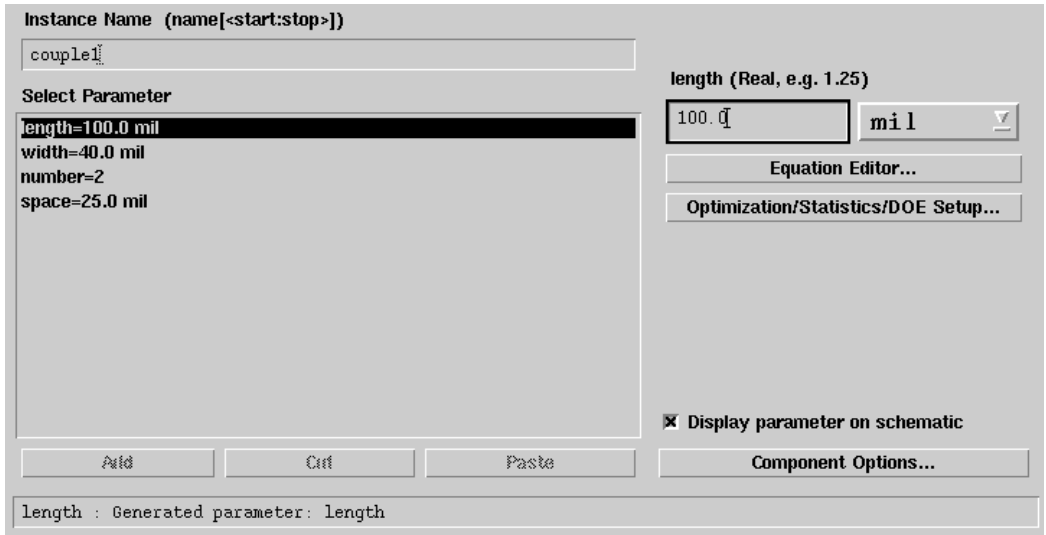 Instance Name (name[<start:stop>])
couple1
Select Parameter
length=100.0 mil
width=40.0 mil
number=2
space=25.0 mil
length (Real, e.g. 1.25)
100.0 mil
Equation Editor...
Optimization/Statistics/DOE Setup...
Display parameter on schematic
Add Cut Paste
Component Options...
length : Generated parameter: length